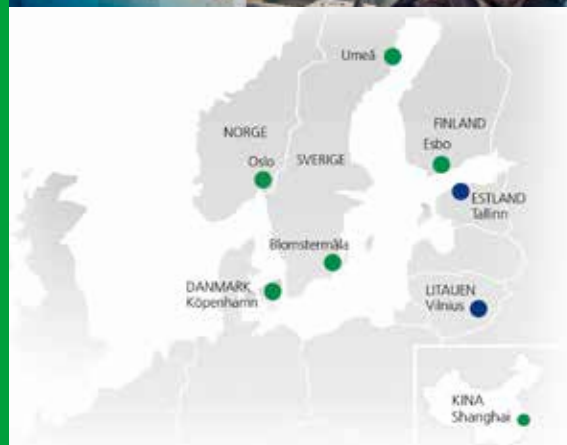 Umeå
FINLAND
NORGE
Esbo
Oslo
SVERIGE
ESTLAND
Tallinn
Blomstermåla
DANMARK
Köpenhamn
LITAUEN
Vilnius
KINA
Shanghai